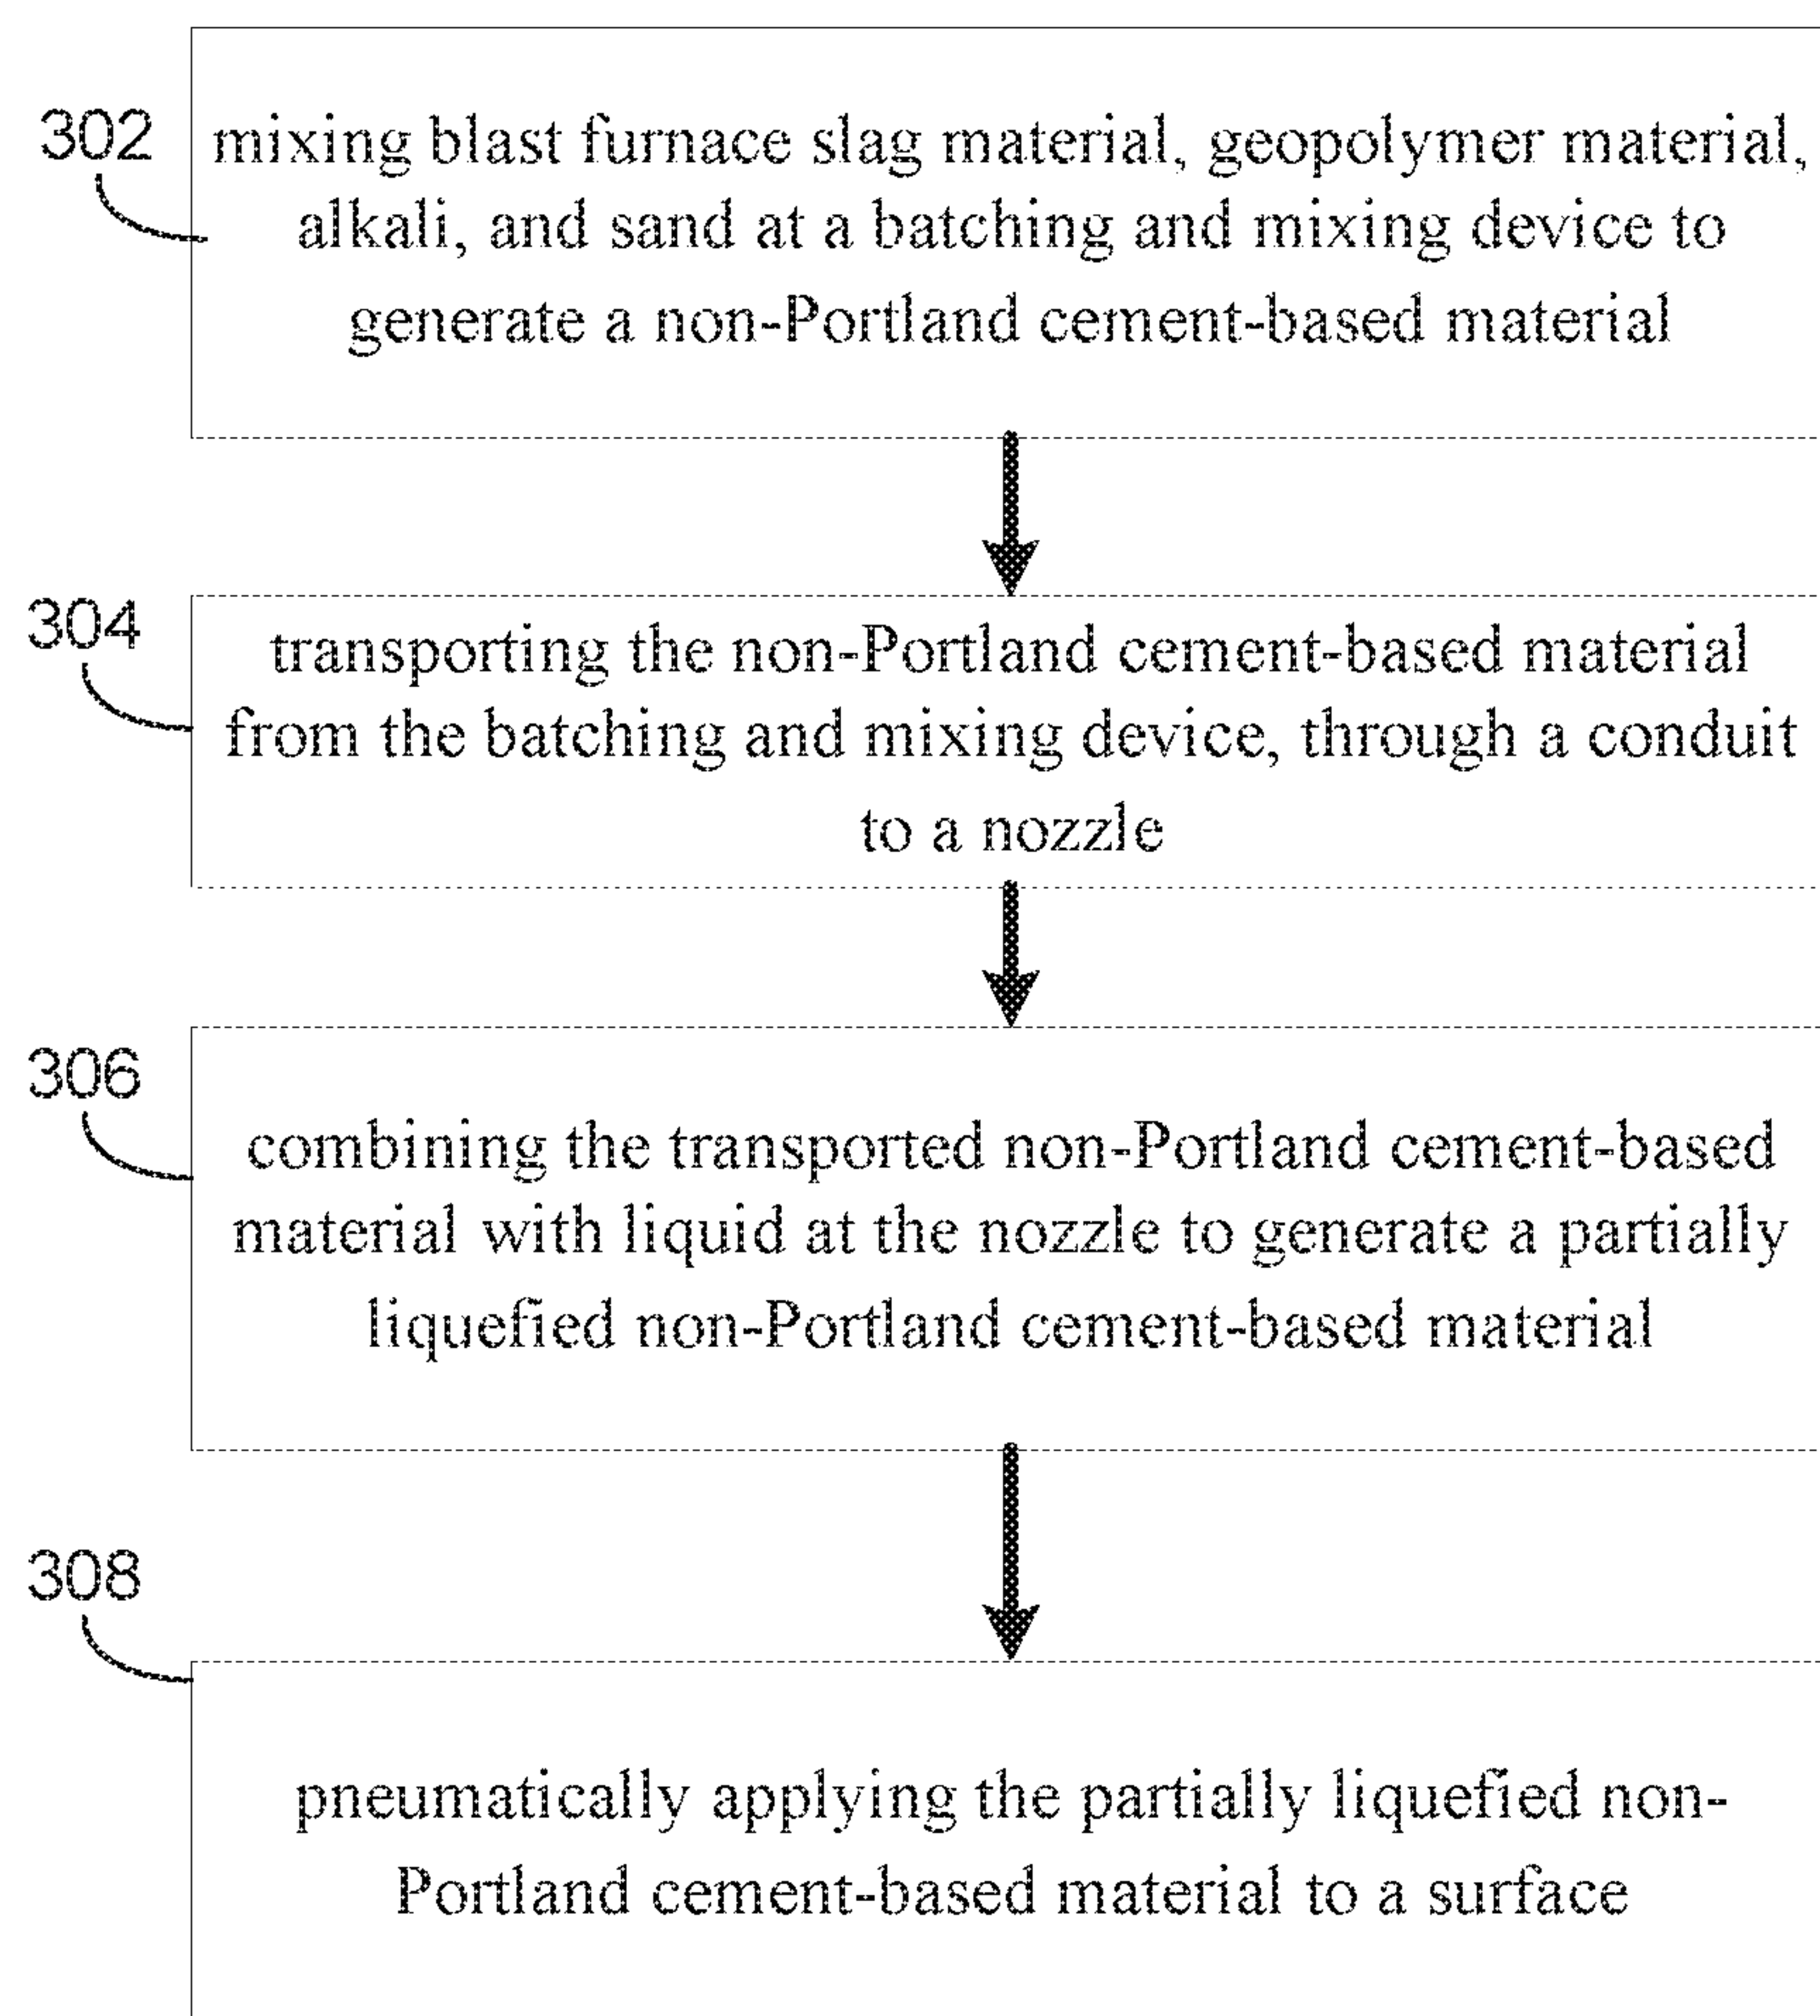 302
mixing blast furnace slag material, geopolymer material,
alkali, and sand at a batching and mixing device to
generate a non-Portland cement-based material
304
transporting the non-Portland cement-based material
from the batching and mixing device, through a conduit
to a nozzle
306
combining the transported non-Portland cement-based
material with liquid at the nozzle to generate a partially
liquefied non-Portland cement-based material
308
pneumatically applying the partially liquefied non-
Portland cement-based material to a surface